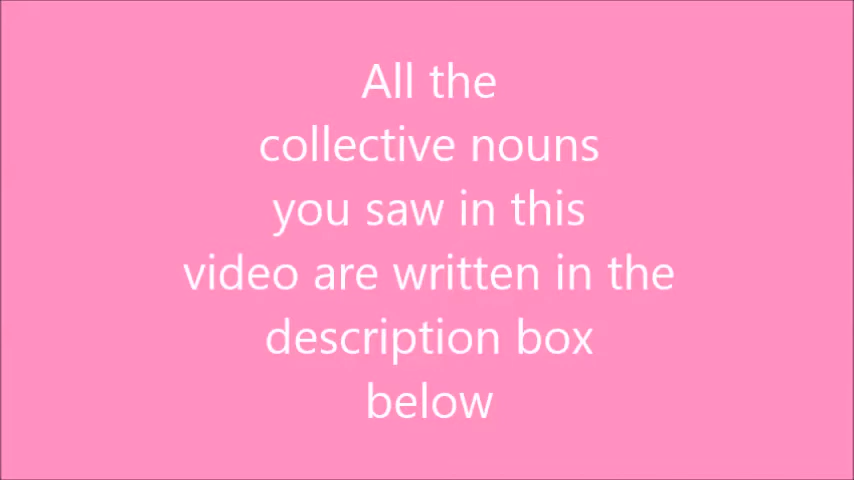 All the
collective nouns
you saw in this
video are written in the
description box
below